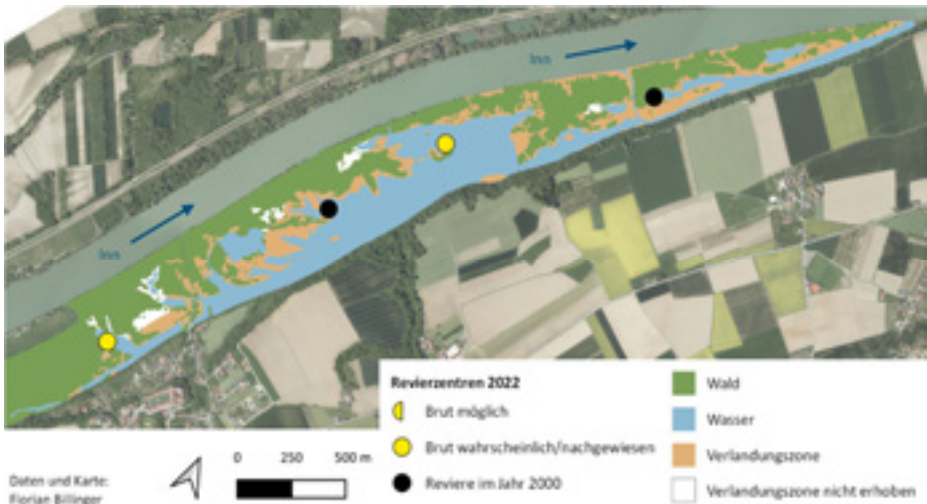 Inn
Inn
Inn
Revierzentren 2022
Brut möglich
Brut wahrscheinlich/nachgewiesen
Reviere im Jahr 2000
Wald
Wasser
Verlandungszone
Verlandungszone nicht erhoben
0 250 500 m
Daten und Karte:
Florian Billinger